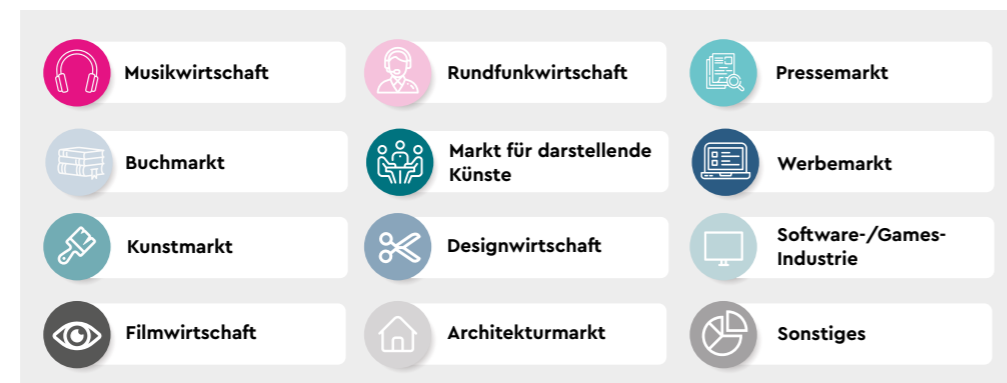 Musikwirtschaft
Rundfunkwirtschaft
Pressemarkt
Buchmarkt
Markt für darstellende
Künste
Werbemarkt
Kunstmarkt
Designwirtschaft
Software-/Games-
Industrie
Filmwirtschaft
Architekturmarkt
Sonstiges